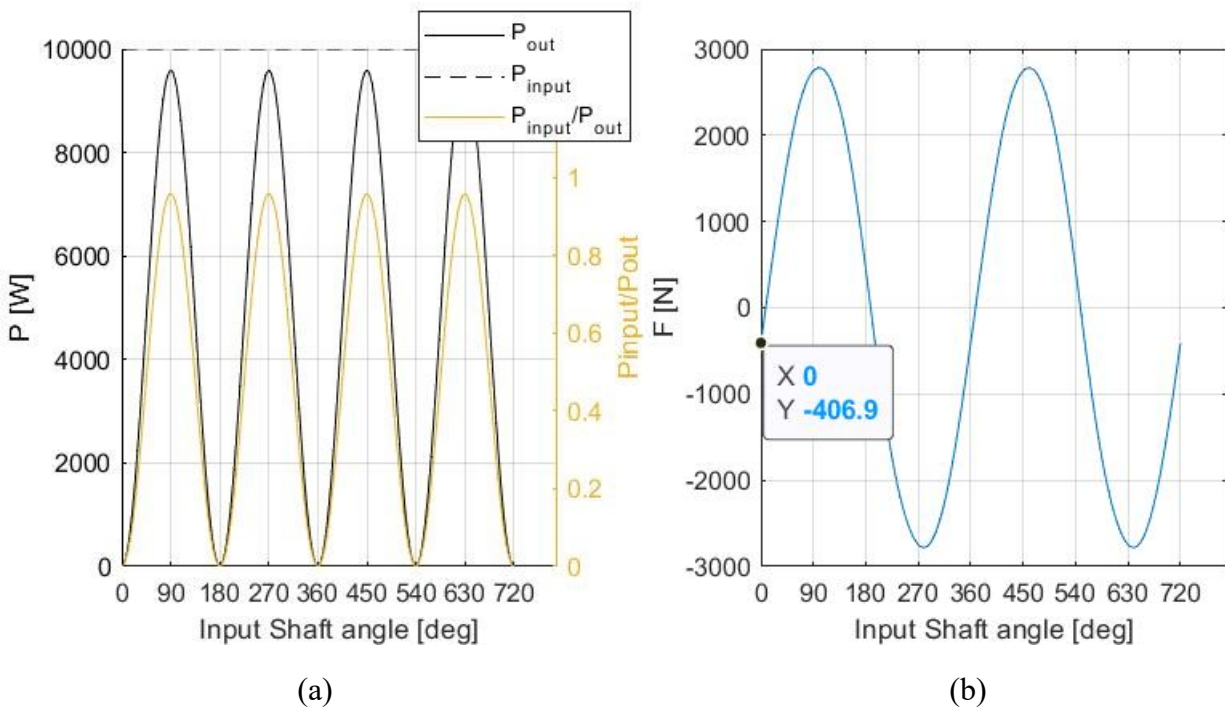 P_out
P_input
P_input/P_out
10000
8000
6000
4000
2000
0
P [W]
1
0.8
0.6
0.4
0.2
0
Pinput/Pout
0 90 180 270 360 450 540 630 720
Input Shaft angle [deg]
(a)
3000
2000
1000
0
-1000
-2000
-3000
F [N]
X 0
Y -406.9
0 90 180 270 360 450 540 630 720
Input Shaft angle [deg]
(b)